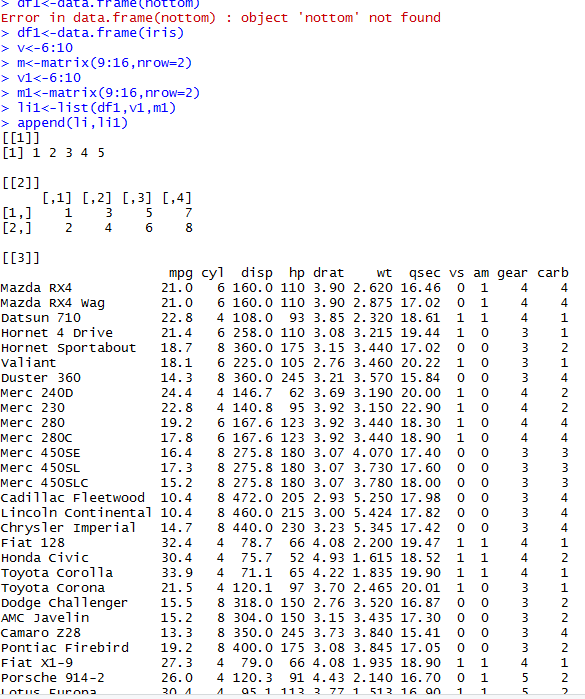 > df1<-data.frame(nottom)
Error in data.frame(nottom) : object 'nottom' not found
> df1<-data.frame(iris)
> v<-6:10
> m<-matrix(9:16,nrow=2)
> v1<-6:10
> m1<-matrix(9:16,nrow=2)
> li1<-list(df1,v1,m1)
> append(li,li1)
[[1]]
[1] 1 2 3 4 5
[[2]]
[,1] [,2] [,3] [,4]
[1,] 1 3 5 7
[2,] 2 4 6 8
[[3]]
mpg cyl disp hp drat wt qsec vs am gear carb
Mazda RX4 21.0 6 160.0 110 3.90 2.620 16.46 0 1 4 4
Mazda RX4 Wag 21.0 6 160.0 110 3.90 2.875 17.02 0 1 4 4
Datsun 710 22.8 4 108.0 93 3.85 2.320 18.61 1 1 4 1
Hornet 4 Drive 21.4 6 258.0 110 3.08 3.215 19.44 1 0 3 1
Hornet Sportabout 18.7 8 360.0 175 3.15 3.440 17.02 0 0 3 2
Valiant 18.1 6 225.0 105 2.76 3.460 20.22 1 0 3 1
Duster 360 14.3 8 360.0 245 3.21 3.570 15.84 0 0 3 4
Merc 240D 24.4 4 146.7 62 3.69 3.190 20.00 1 0 4 2
Merc 230 22.8 4 140.8 95 3.92 3.150 22.90 1 0 4 2
Merc 280 19.2 6 167.6 123 3.92 3.440 18.30 1 0 4 4
Merc 280C 17.8 6 167.6 123 3.92 3.440 18.90 1 0 4 4
Merc 450SE 16.4 8 275.8 180 3.07 4.070 17.40 0 0 3 3
Merc 450SL 17.3 8 275.8 180 3.07 3.730 17.60 0 0 3 3
Merc 450SLC 15.2 8 275.8 180 3.07 3.780 18.00 0 0 3 3
Cadillac Fleetwood 10.4 8 472.0 205 2.93 5.250 17.98 0 0 3 4
Lincoln Continental 10.4 8 460.0 215 3.00 5.424 17.82 0 0 3 4
Chrysler Imperial 14.7 8 440.0 230 3.23 5.345 17.42 0 0 3 4
Fiat 128 32.4 4 78.7 66 4.08 2.200 19.47 1 1 4 1
Honda Civic 30.4 4 75.7 52 4.93 1.615 18.52 1 1 4 2
Toyota Corolla 33.9 4 71.1 65 4.22 1.835 19.90 1 1 4 1
Toyota Corona 21.5 4 120.1 97 3.70 2.465 20.01 1 0 3 1
Dodge Challenger 15.5 8 318.0 150 2.76 3.520 16.87 0 0 3 2
AMC Javelin 15.2 8 304.0 150 3.15 3.435 17.30 0 0 3 2
Camaro Z28 13.3 8 350.0 245 3.73 3.840 15.41 0 0 3 4
Pontiac Firebird 19.2 8 400.0 175 3.08 3.845 17.05 0 0 3 2
Fiat X1-9 27.3 4 79.0 66 4.08 1.935 18.90 1 1 4 1
Porsche 914-2 26.0 4 120.3 91 4.43 2.140 16.70 0 1 5 2
Lotus Europa 30.4 4 95.1 113 3.77 1.513 16.90 1 1 5 2